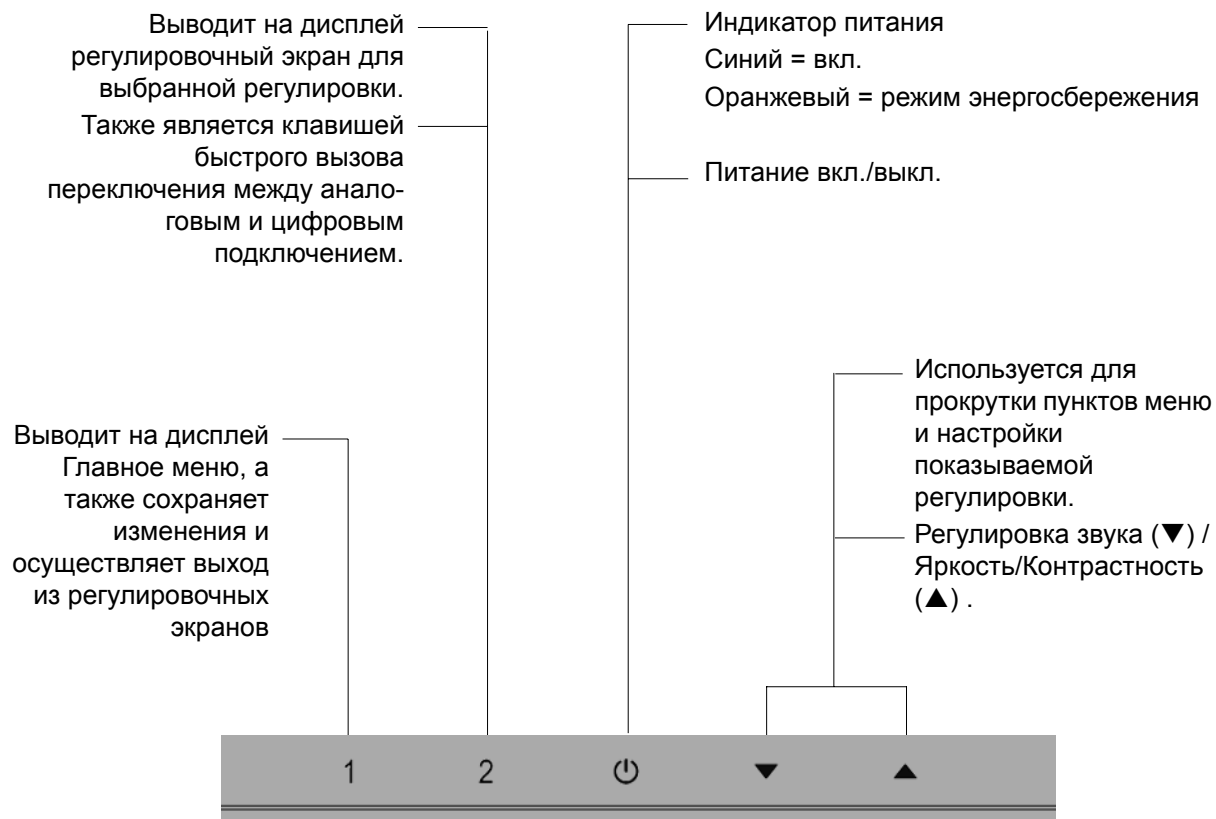 Выводит на дисплей
регулировочный экран для
выбранной регулировки.
Также является клавишей
быстрого вызова
переключения между анало-
говым и цифровым
подключением.
Индикатор питания
Синий = вкл.
Оранжевый = режим энергосбережения
Питание вкл./выкл.
Выводит на дисплей
Главное меню, а
также сохраняет
изменения и
осуществляет выход
из регулировочных
экранов
Используется для
прокрутки пунктов меню
и настройки
показываемой
регулировки.
Регулировка звука (▼) /
Яркость/Контрастность
(▲) .
1 2 ⏻ ▼ ▲